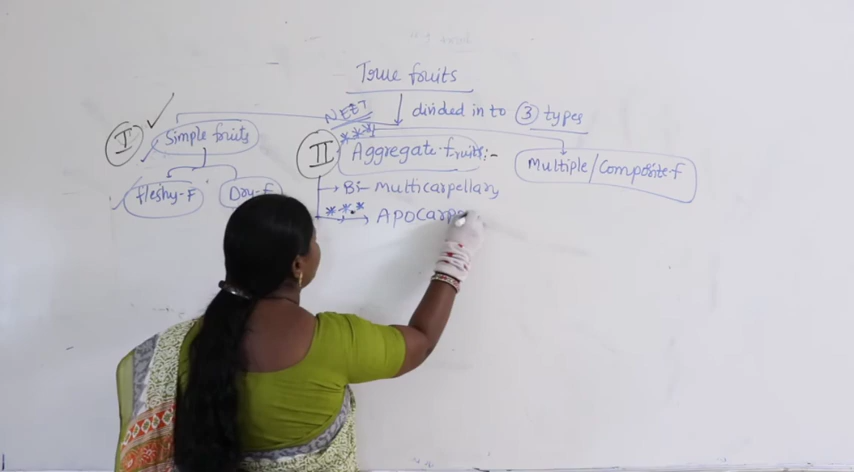 True fruits
NEET divided in to ③ types
I Simple fruits
*** 
II Aggregate fruits:-
Multiple/Composite-f
fleshy-F Dry-F
Bi- Multicarpellary
*** Apocarp